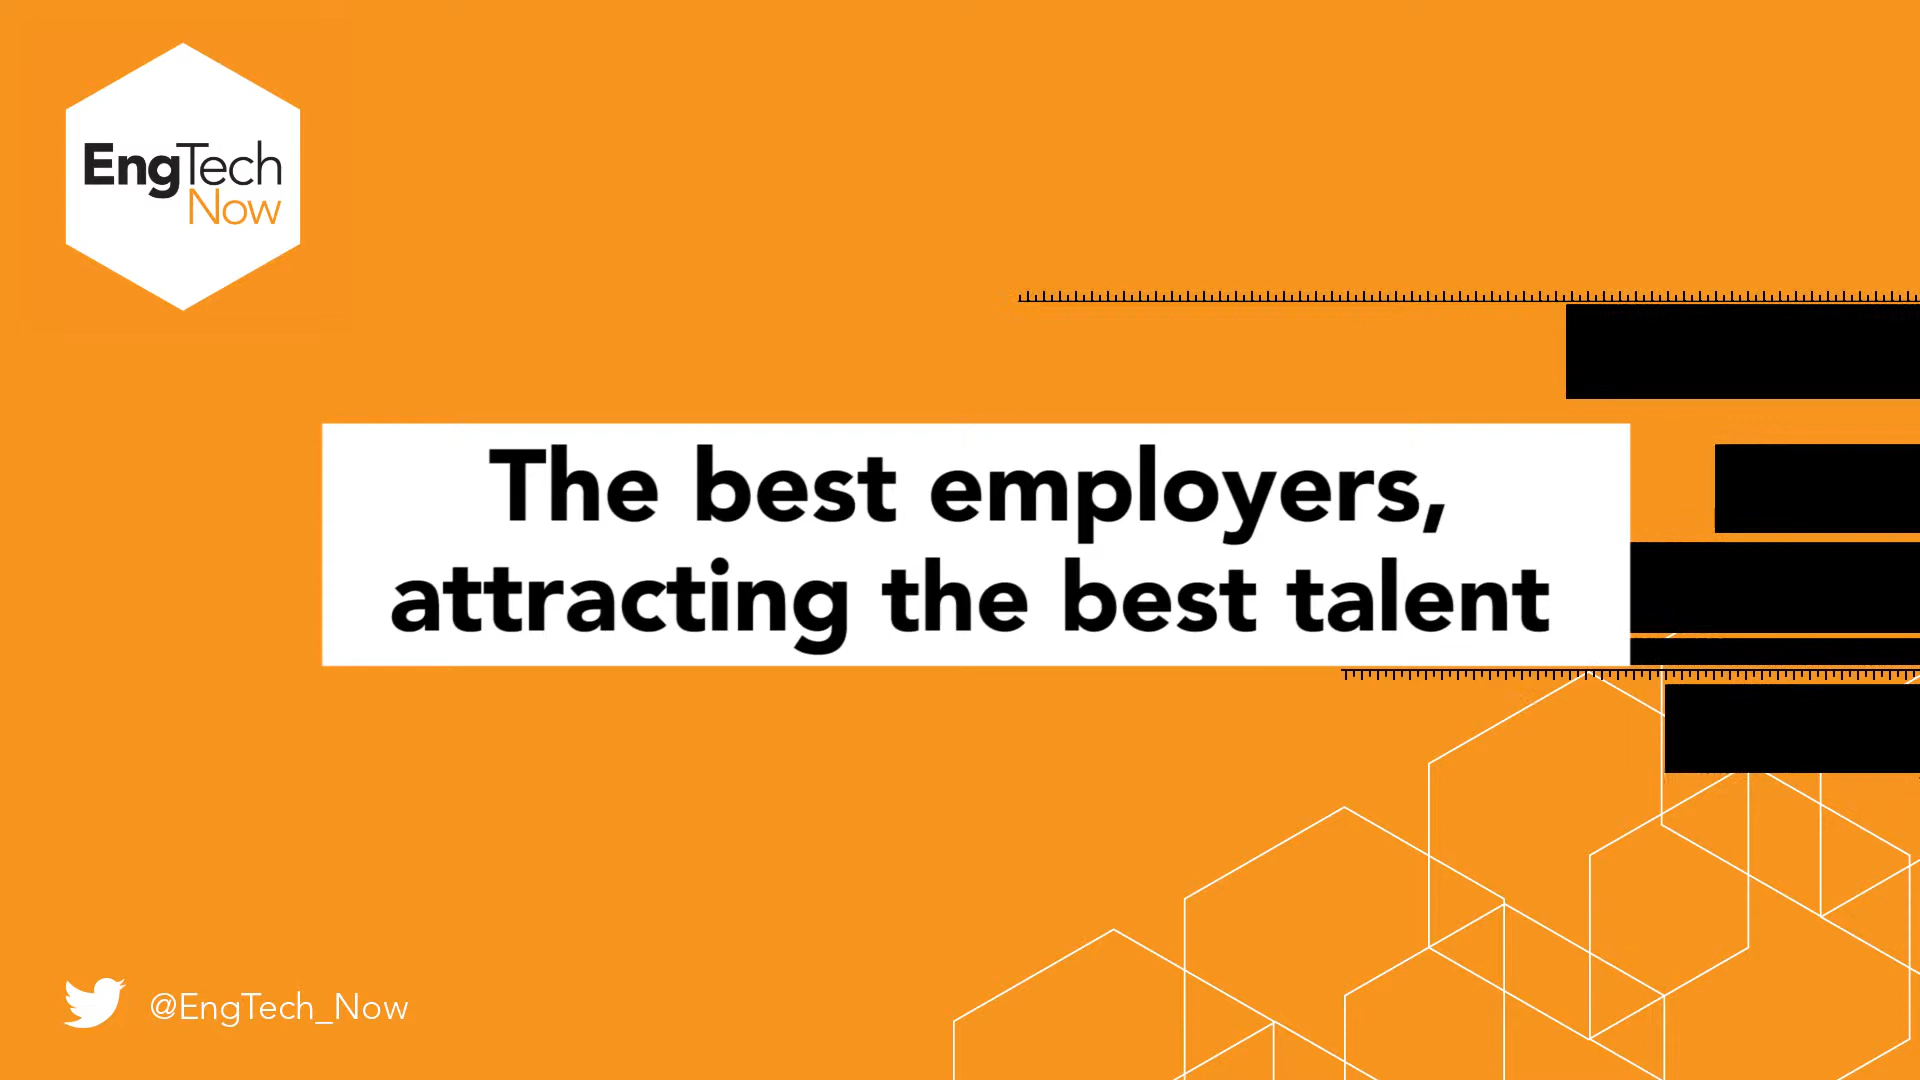 EngTech
Now
The best employers,
attracting the best talent
@EngTech_Now